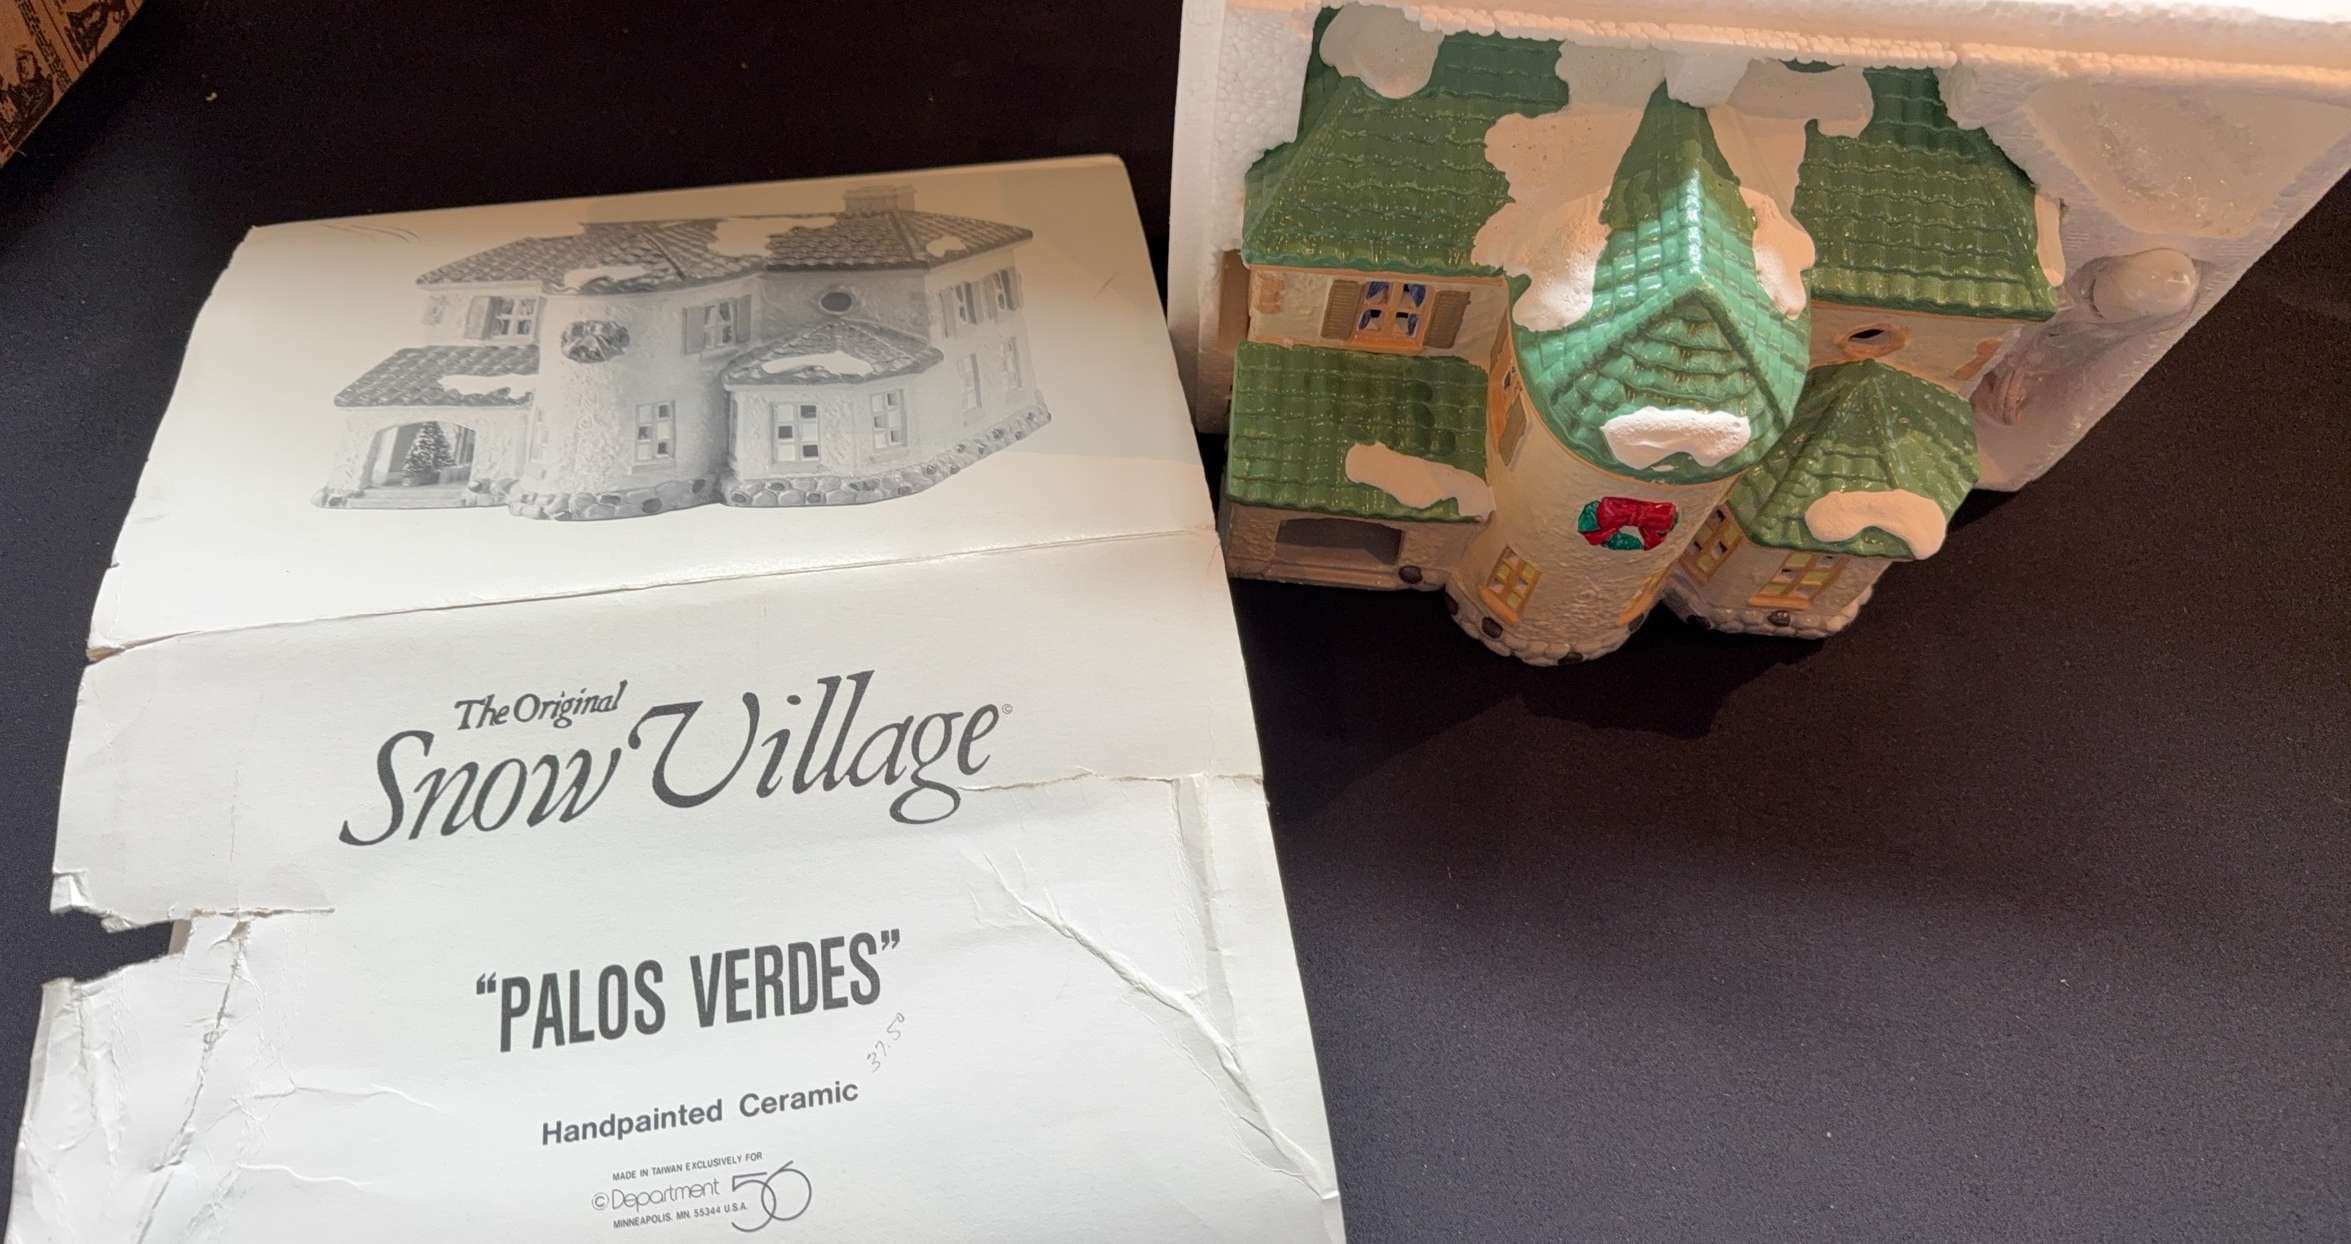 The Original
Snow Village©
“PALOS VERDES”
37.50
Handpainted Ceramic
MADE IN TAIWAN EXCLUSIVELY FOR
© Department 56
MINNEAPOLIS, MN. 55344 U.S.A.